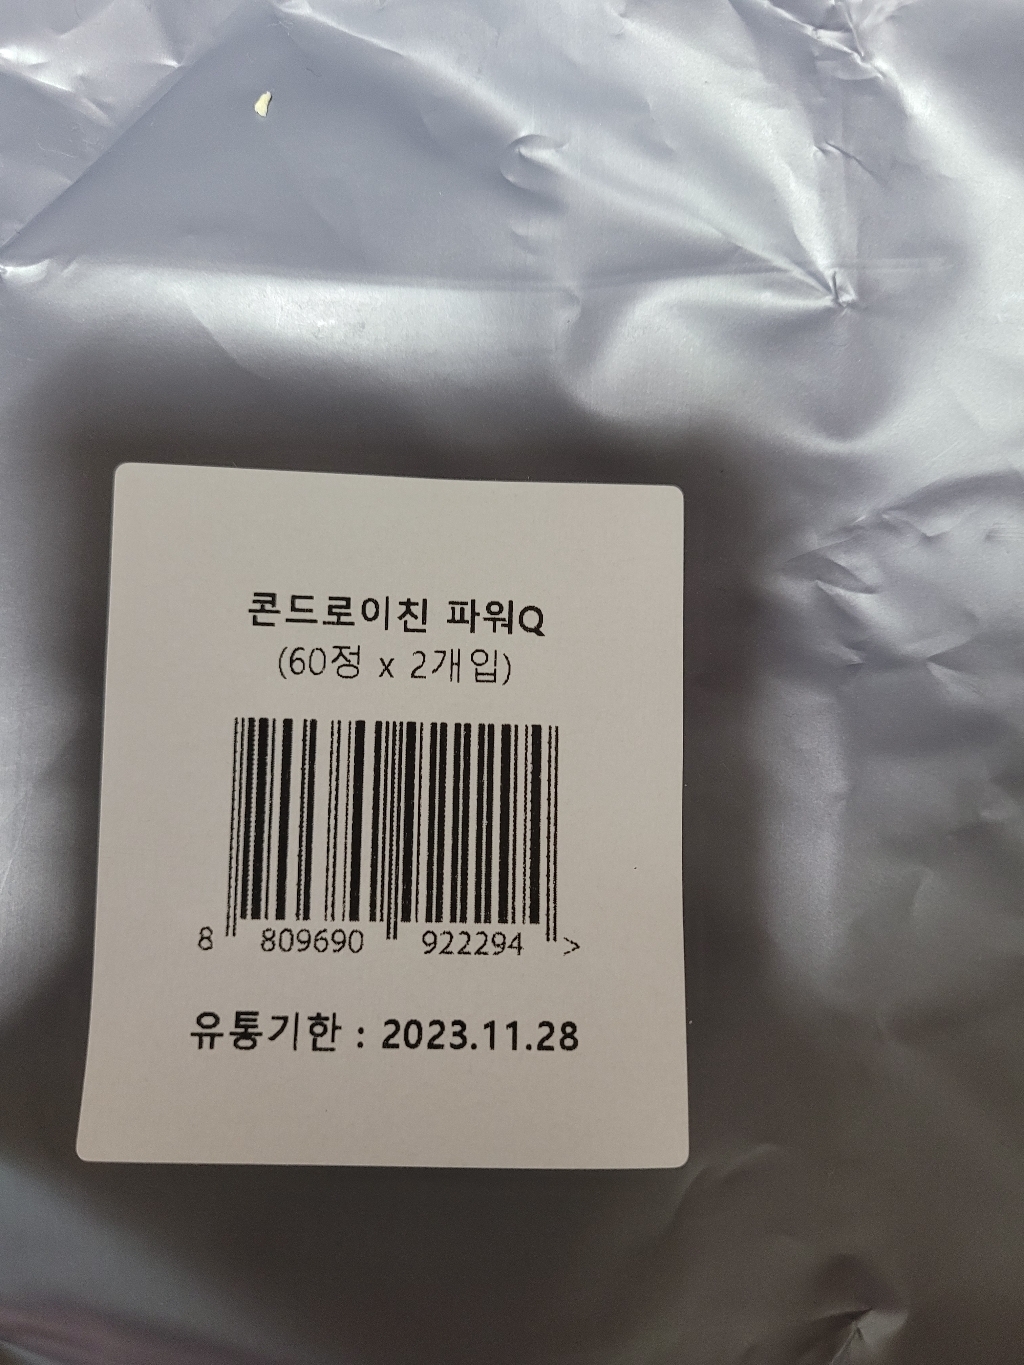 콘드로이친 파워Q
(60정 x 2개입)
8 809690 922294 >
유통기한 : 2023.11.28